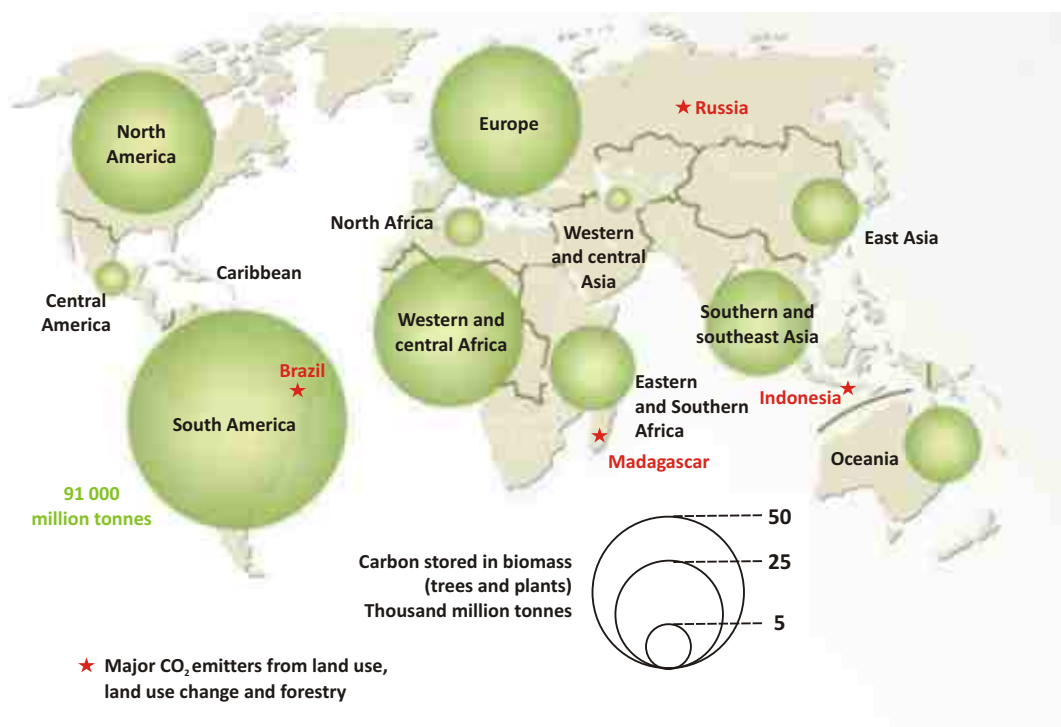 North
America
Europe
Russia
North Africa
Western
and central
Asia
East Asia
Caribbean
Central
America
Western and
central Africa
Southern and
southeast Asia
Brazil
South America
Eastern
and Southern
Africa
Indonesia
Madagascar
Oceania
91 000
million tonnes
50
25
5
Carbon stored in biomass
(trees and plants)
Thousand million tonnes
Major CO₂ emitters from land use,
land use change and forestry